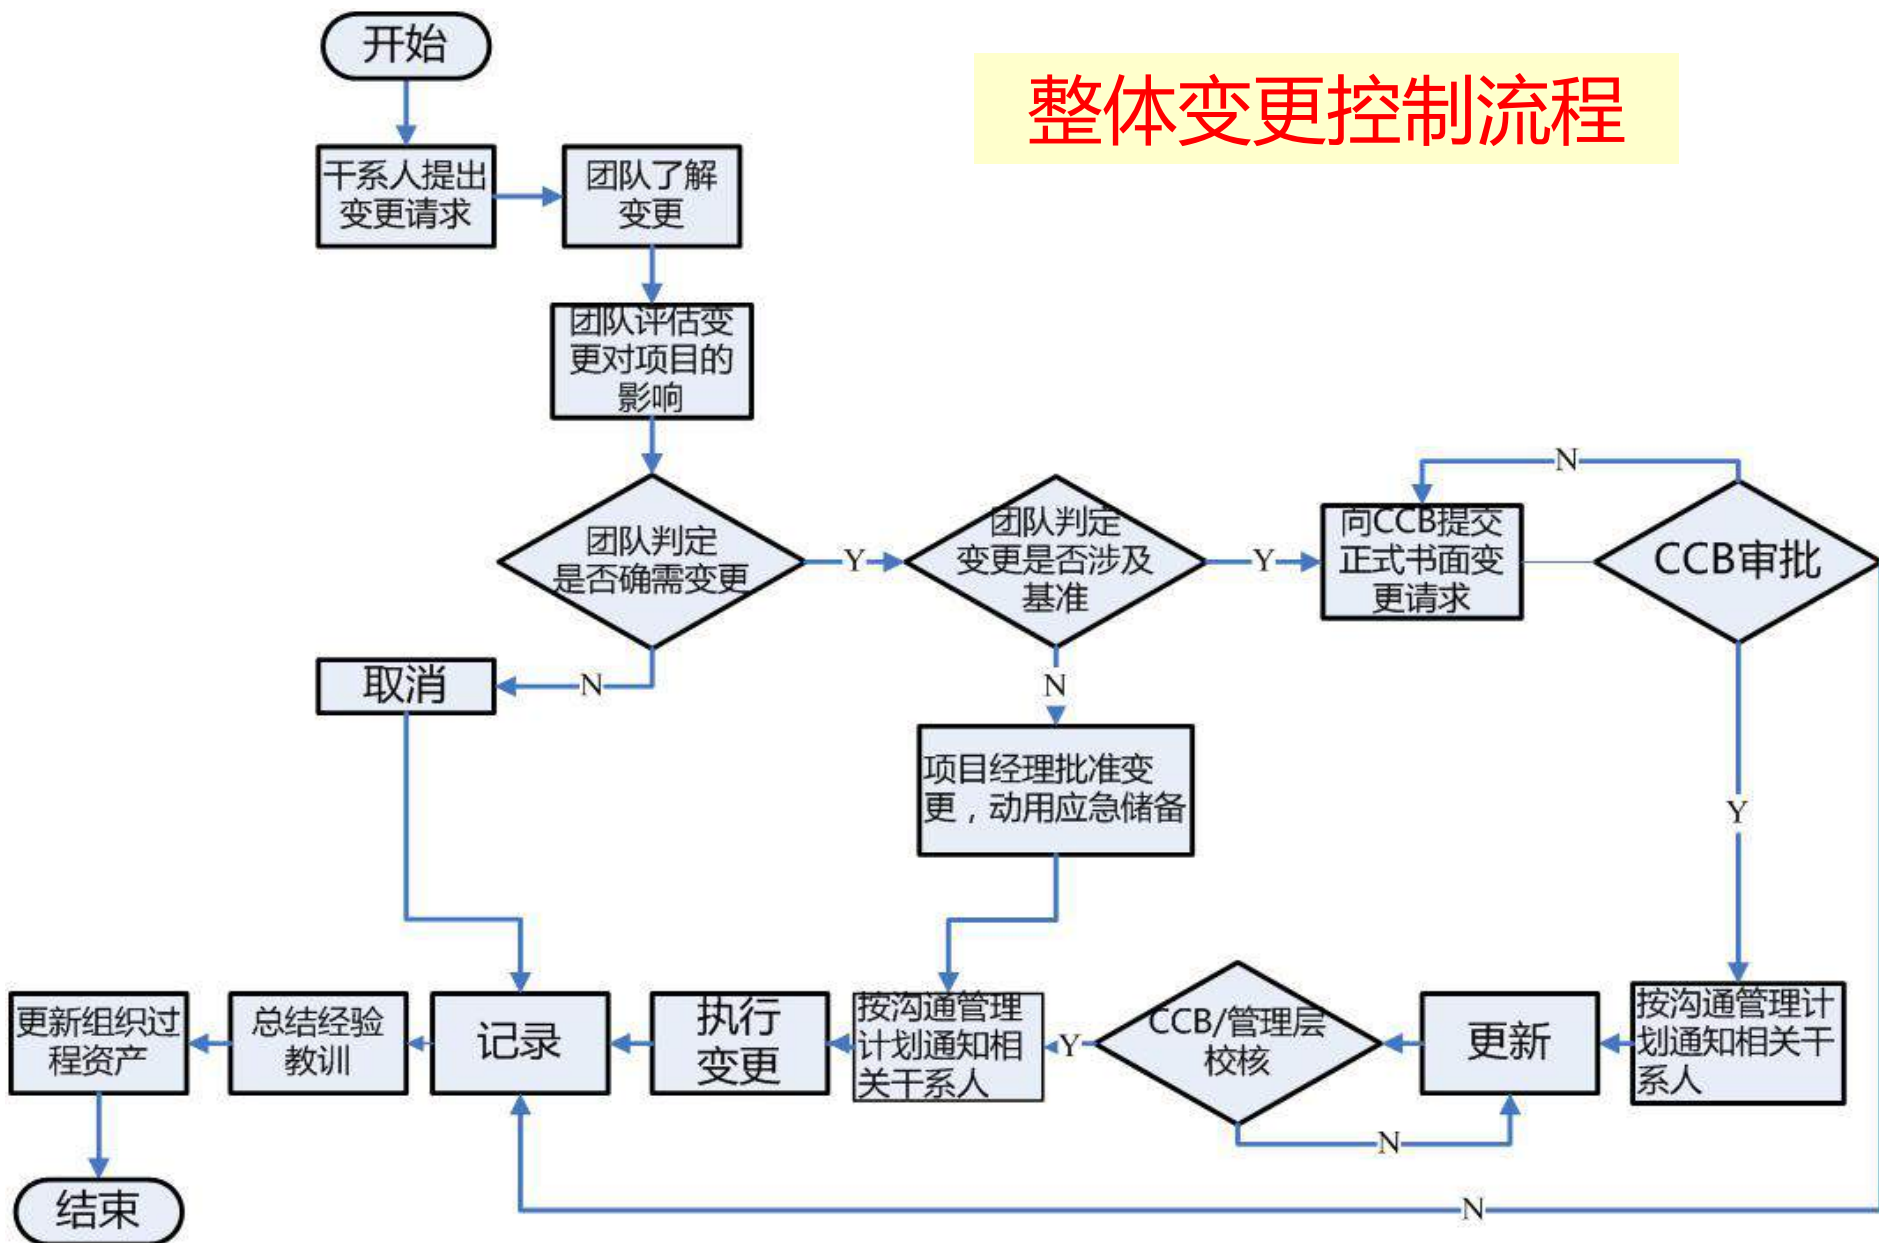 开始
整体变更控制流程
干系人提出
变更请求
团队了解
变更
团队评估变
更对项目的
影响
团队判定
是否确需变更
Y
团队判定
变更是否涉及
基准
Y
向CCB提交
正式书面变
更请求
N
CCB审批
取消
N
N
项目经理批准变
更，动用应急储备
Y
更新组织过
程资产
总结经验
教训
记录
执行
变更
按沟通管理
计划通知相
关干系人
Y
CCB/管理层
校核
更新
按沟通管理计
划通知相关干
系人
N
结束
N